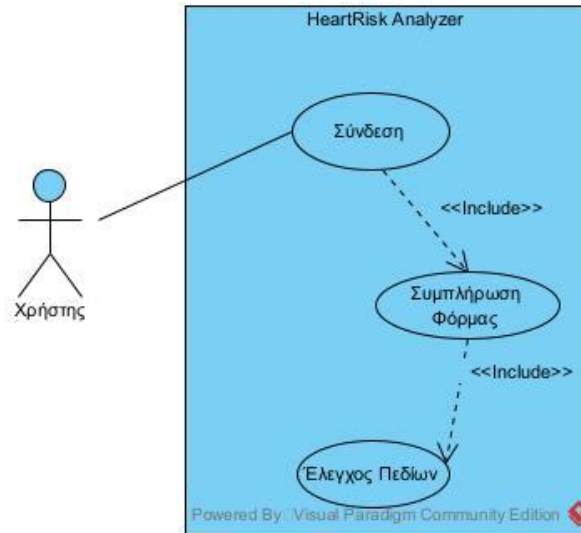 HeartRisk Analyzer
Σύνδεση
<<Include>>
Χρήστης
Συμπλήρωση
Φόρμας
<<Include>>
Έλεγχος Πεδίων
Powered By: Visual Paradigm Community Edition